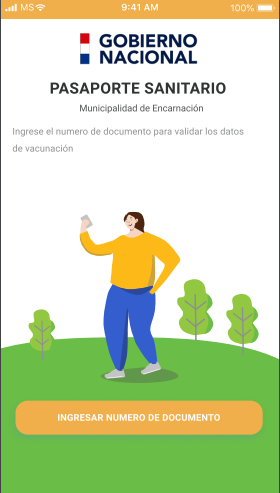 MS 9:41 AM 100%
GOBIERNO
NACIONAL
PASAPORTE SANITARIO
Municipalidad de Encarnación
Ingrese el numero de documento para validar los datos
de vacunación
INGRESAR NUMERO DE DOCUMENTO